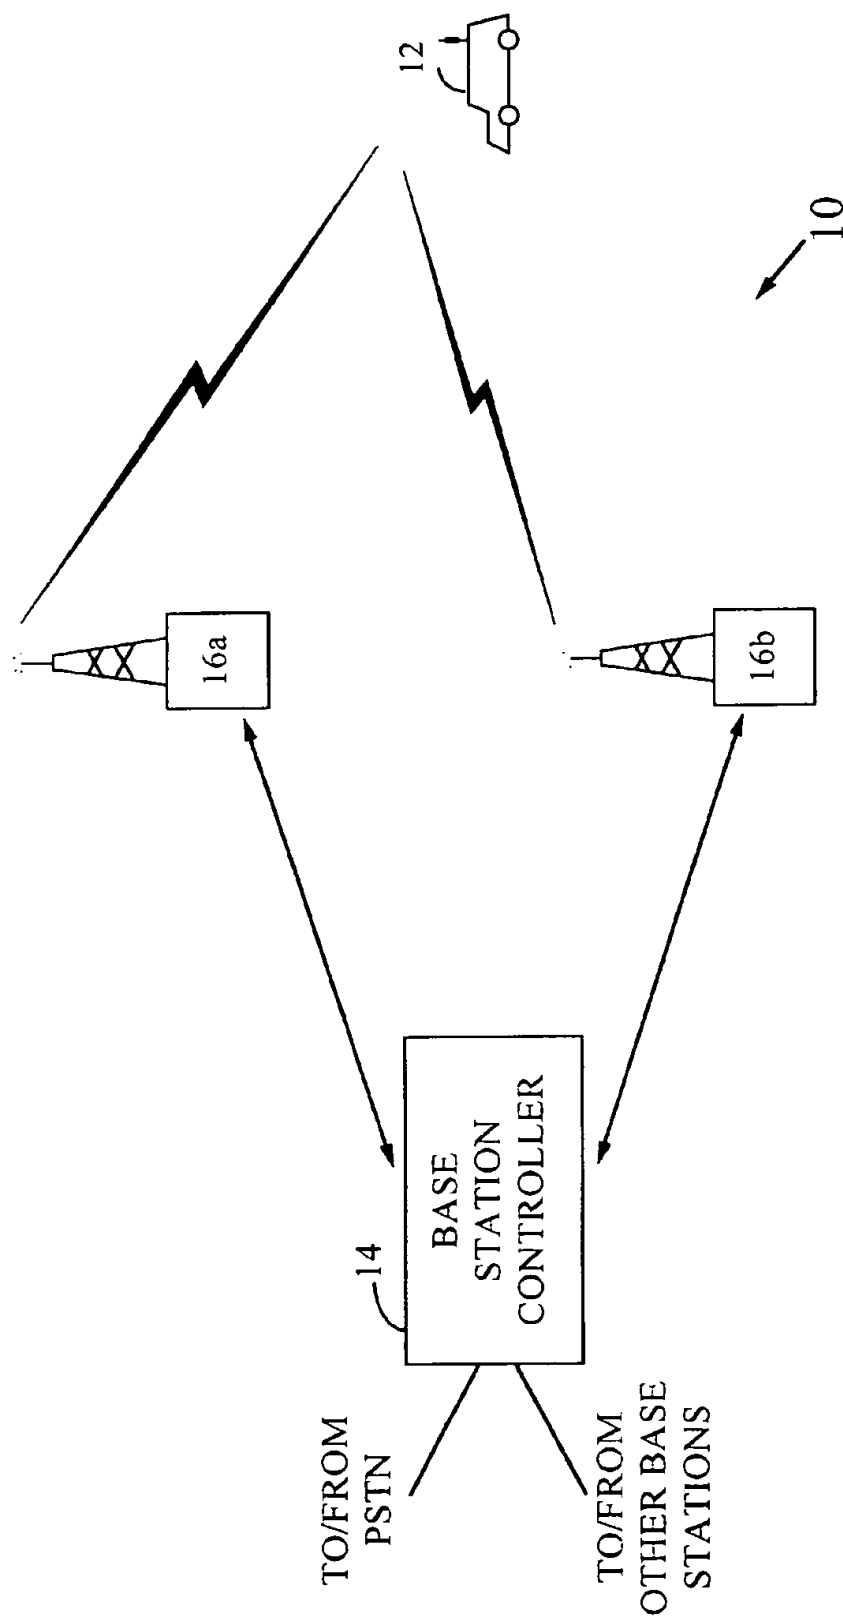 TO/FROM
PSTN
TO/FROM
OTHER BASE
STATIONS
14
BASE
STATION
CONTROLLER
16a
16b
12
10